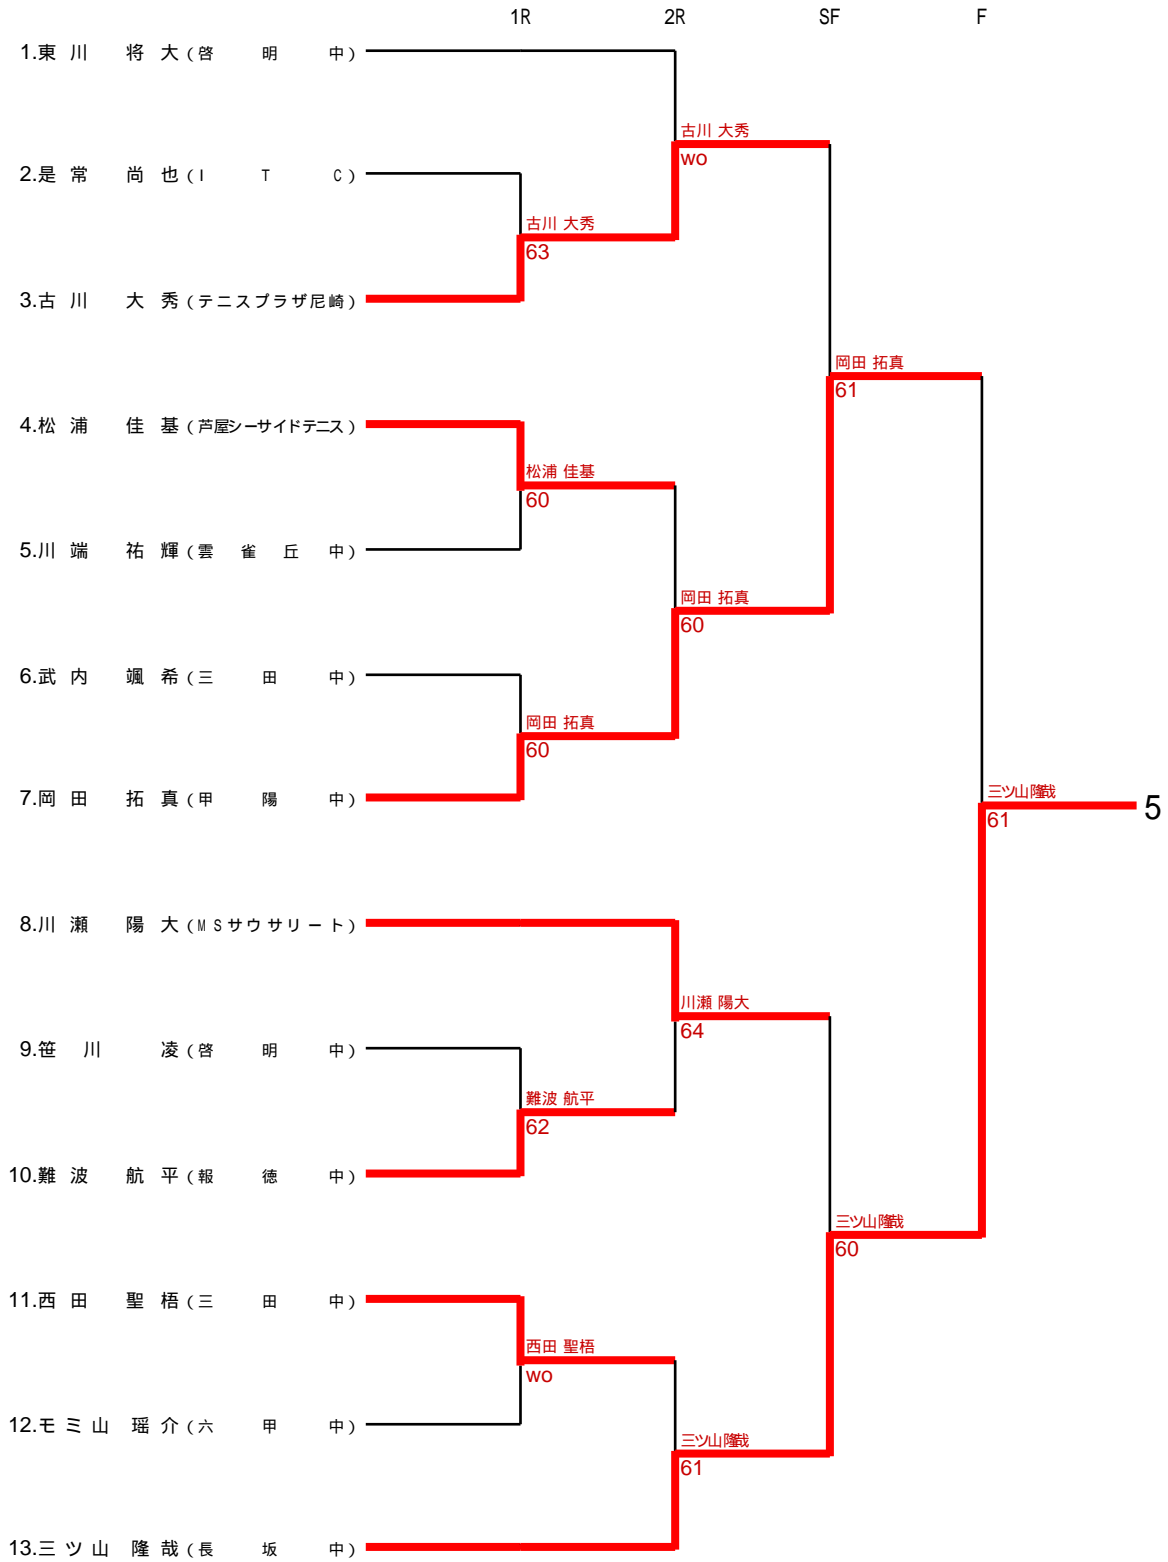 1R 2R SF F
1.東川 将大(啓明中)
古川 大秀
wo
2.是常 尚也(ITC)
古川 大秀
63
3.古川 大秀(テニスプラザ尼崎)
岡田 拓真
61
4.松浦 佳基(芦屋シーサイドテニス)
松浦 佳基
60
5.川端 祐輝(雲雀丘中)
岡田 拓真
60
6.武内 颯希(三田中)
岡田 拓真
60
7.岡田 拓真(甲陽中)
三ツ山隆哉
61
5
8.川瀬 陽大(MSサウサリート)
川瀬 陽大
64
9.笹川 凌(啓明中)
難波 航平
62
10.難波 航平(報徳中)
三ツ山隆哉
60
11.西田 聖梧(三田中)
西田 聖梧
wo
12.モミ山 瑶介(六甲中)
三ツ山隆哉
61
13.三ツ山 隆哉(長坂中)